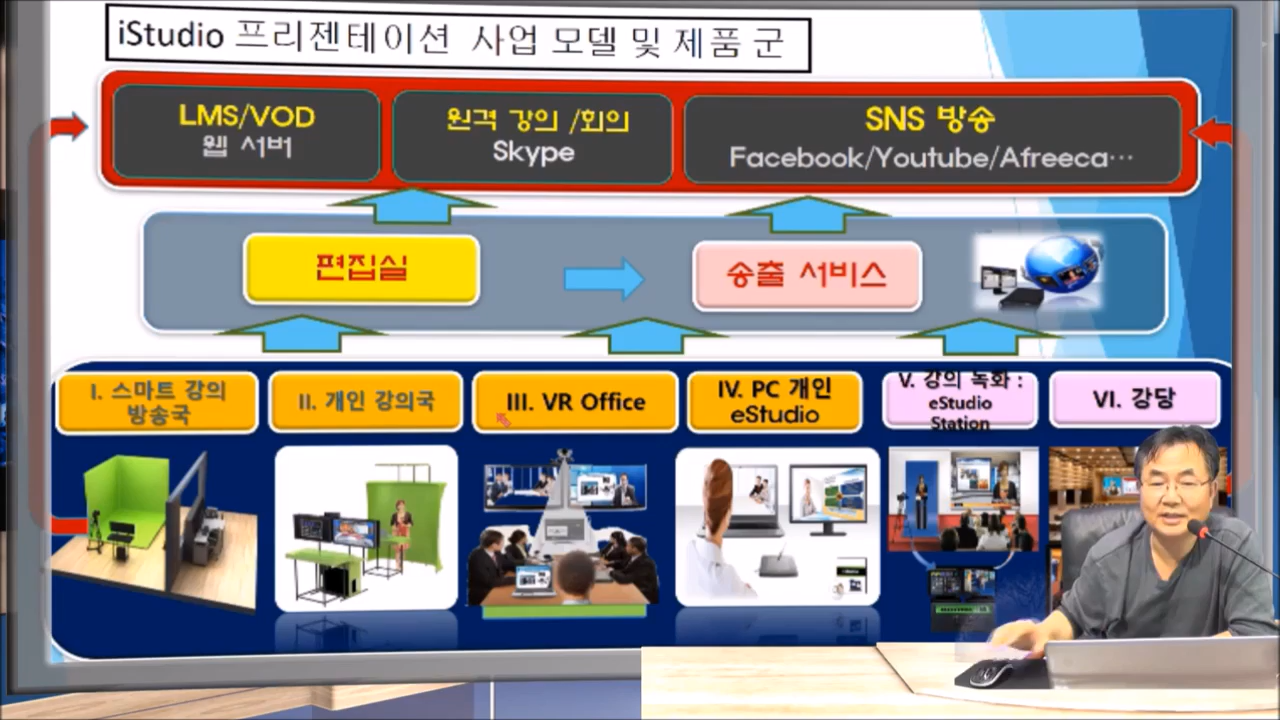 iStudio 프리젠테이션 사업 모델 및 제품 군
LMS/VOD
웹 서버
원격 강의 /회의
Skype
SNS 방송
Facebook/Youtube/Afreeca…
편집실
송출 서비스
I. 스마트 강의
방송국
II. 개인 강의국
III. VR Office
IV. PC 개인
eStudio
V. 강의 녹화 :
eStudio
Station
VI. 강당